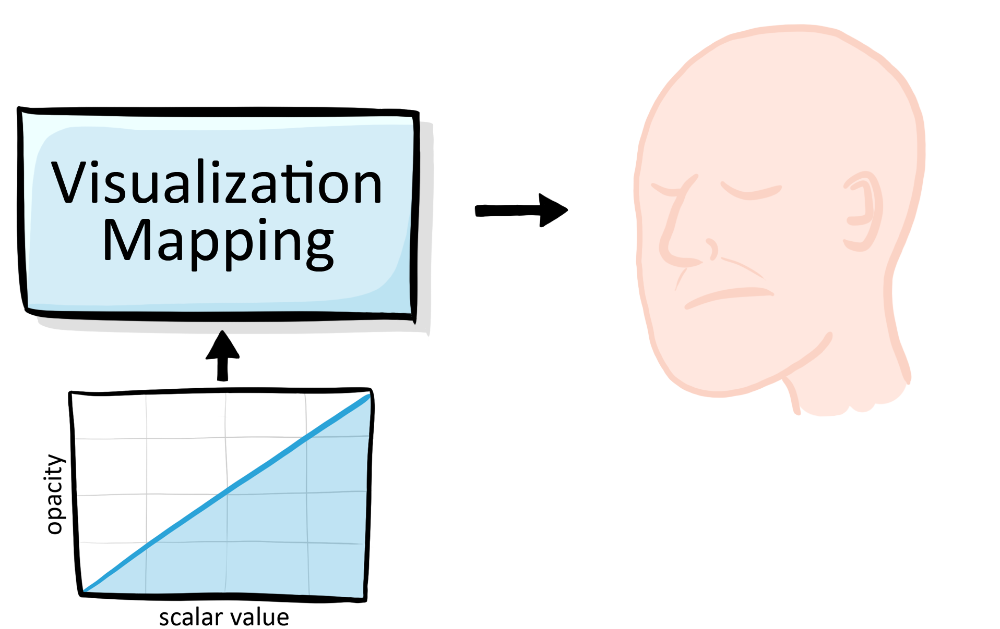 Visualization
Mapping
opacity
scalar value